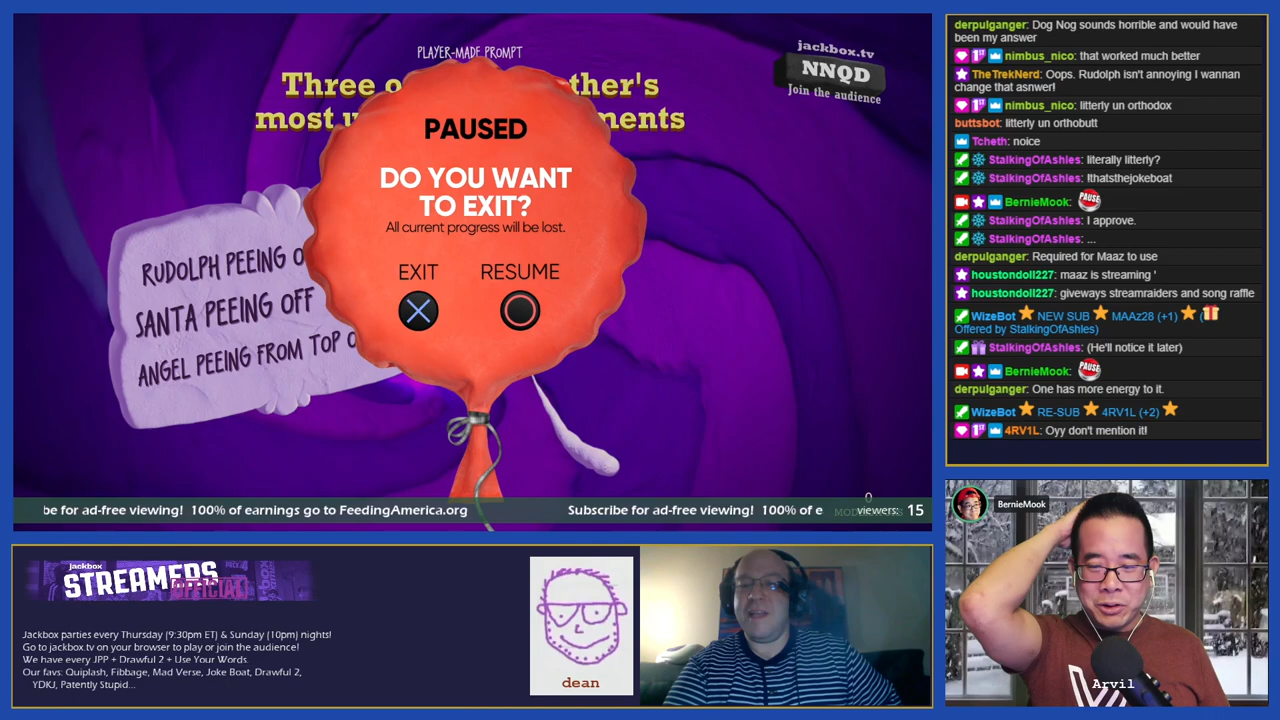 PLAYER-MADE PROMPT
Three o ther's
most ments
jackbox.tv
NNQD
Join the audience
PAUSED
DO YOU WANT
TO EXIT?
All current progress will be lost.
EXIT RESUME
RUDOLPH PEEING O
SANTA PEEING OFF
ANGEL PEEING FROM TOP O
be for ad-free viewing! 100% of earnings go to FeedingAmerica.org Subscribe for ad-free viewing! 100% of e
0
viewers: 15
jackbox
STREAMERS
OFFICIAL
Jackbox parties every Thursday (9:30pm ET) & Sunday (10pm) nights!
Go to jackbox.tv on your browser to play or join the audience!
We have every JPP + Drawful 2 + Use Your Words.
Our favs: Quiplash, Fibbage, Mad Verse, Joke Boat, Drawful 2,
YDKJ, Patently Stupid...
dean
derpulganger: Dog Nog sounds horrible and would have
been my answer
nimbus_nico: that worked much better
TheTrekNerd: Oops. Rudolph isn't annoying I wannan
change that asnwer!
nimbus_nico: litterly un orthodox
buttsbot: litterly un orthobutt
Tcheth: noice
StalkingOfAshles: literally litterly?
StalkingOfAshles: !thatsthejokeboat
BernieMook: PAUSE
StalkingOfAshles: I approve.
StalkingOfAshles: ...
derpulganger: Required for Maaz to use
houstondoll227: maaz is streaming '
houstondoll227: giveways streamraiders and song raffle
WizeBot NEW SUB MAAz28 (+1) (
Offered by StalkingOfAshles)
StalkingOfAshles: (He'll notice it later)
BernieMook: PAUSE
derpulganger: One has more energy to it.
WizeBot RE-SUB 4RV1L (+2)
4RV1L: Oyy don't mention it!
BernieMook
Arvil